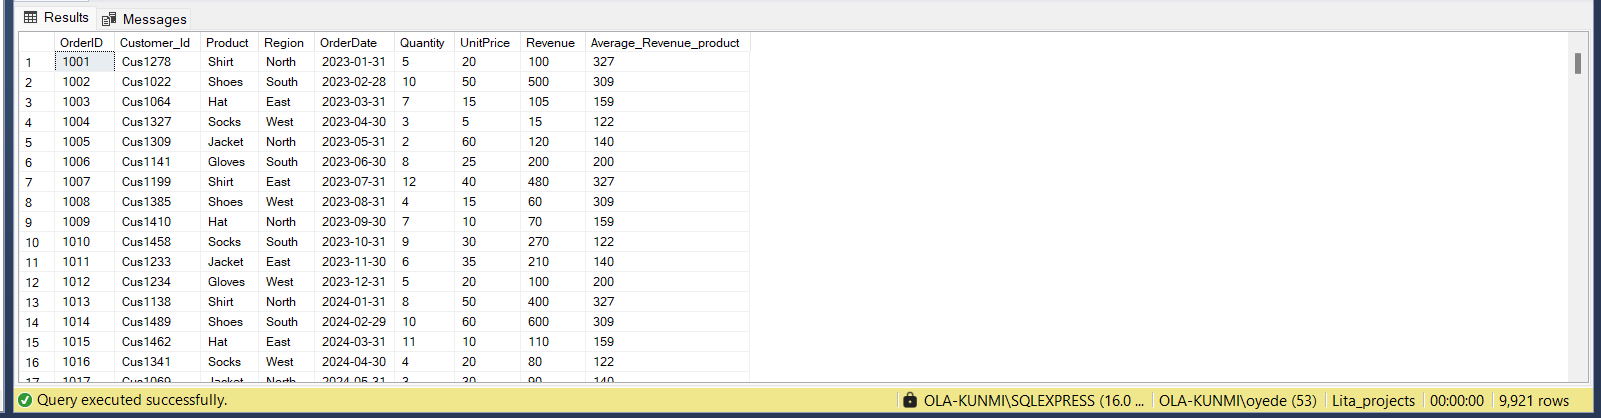 Results Messages
OrderID Customer_Id Product Region OrderDate Quantity UnitPrice Revenue Average_Revenue_product
1 1001 Cus1278 Shirt North 2023-01-31 5 20 100 327
2 1002 Cus1022 Shoes South 2023-02-28 10 50 500 309
3 1003 Cus1064 Hat East 2023-03-31 7 15 105 159
4 1004 Cus1327 Socks West 2023-04-30 3 5 15 122
5 1005 Cus1309 Jacket North 2023-05-31 2 60 120 140
6 1006 Cus1141 Gloves South 2023-06-30 8 25 200 200
7 1007 Cus1199 Shirt East 2023-07-31 12 40 480 327
8 1008 Cus1385 Shoes West 2023-08-31 4 15 60 309
9 1009 Cus1410 Hat North 2023-09-30 7 10 70 159
10 1010 Cus1458 Socks South 2023-10-31 9 30 270 122
11 1011 Cus1233 Jacket East 2023-11-30 6 35 210 140
12 1012 Cus1234 Gloves West 2023-12-31 5 20 100 200
13 1013 Cus1138 Shirt North 2024-01-31 8 50 400 327
14 1014 Cus1489 Shoes South 2024-02-29 10 60 600 309
15 1015 Cus1462 Hat East 2024-03-31 11 10 110 159
16 1016 Cus1341 Socks West 2024-04-30 4 20 80 122
17 1017 Cus1069 Jacket North 2024-05-31 3 30 90 140
Query executed successfully. OLA-KUNMI\SQLEXPRESS (16.0 ... OLA-KUNMI\oyede (53) Lita_projects 00:00:00 9,921 rows